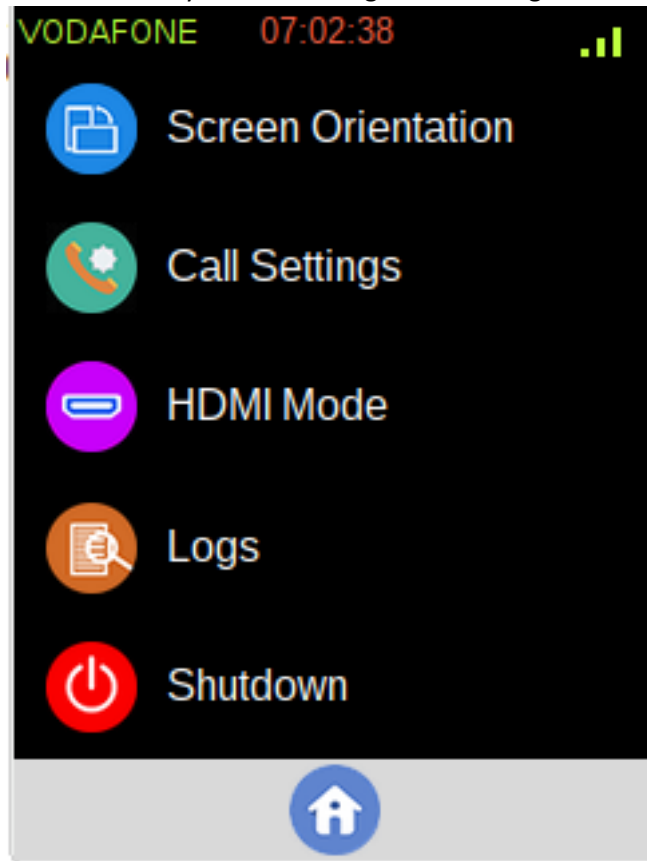 VODAFONE 07:02:38
Screen Orientation
Call Settings
HDMI Mode
Logs
Shutdown